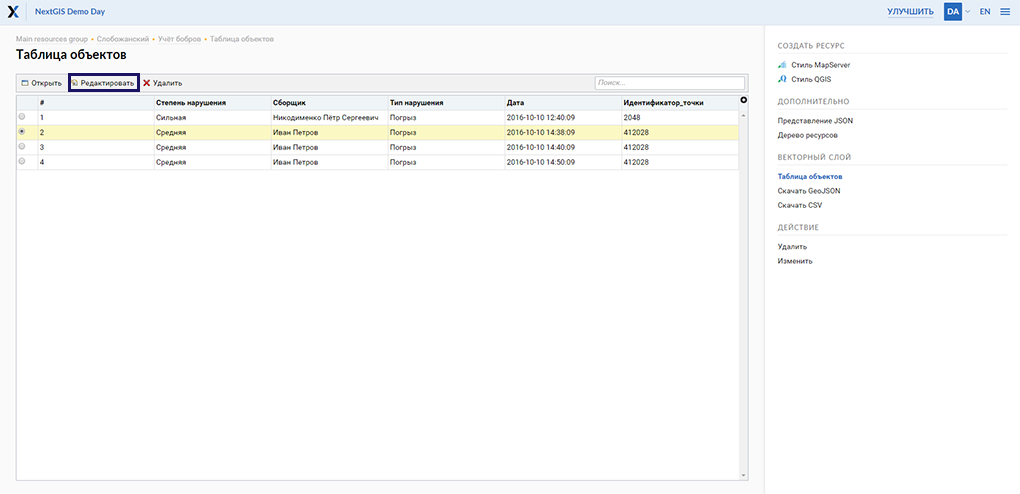 NextGIS Demo Day
УЛУЧШИТЬ DA EN
Main resources group • Слобожанский • Учёт бобров • Таблица объектов
Таблица объектов
Открыть Редактировать Удалить Поиск...
# Степень нарушения Сборщик Тип нарушения Дата Идентификатор_точки
1 Сильная Никодименко Пётр Сергеевич Погрыз 2016-10-10 12:40:09 2048
2 Средняя Иван Петров Погрыз 2016-10-10 14:38:09 412028
3 Средняя Иван Петров Погрыз 2016-10-10 14:40:09 412028
4 Средняя Иван Петров Погрыз 2016-10-10 14:50:09 412028
СОЗДАТЬ РЕСУРС
Стиль MapServer
Стиль QGIS
ДОПОЛНИТЕЛЬНО
Представление JSON
Дерево ресурсов
ВЕКТОРНЫЙ СЛОЙ
Таблица объектов
Скачать GeoJSON
Скачать CSV
ДЕЙСТВИЕ
Удалить
Изменить